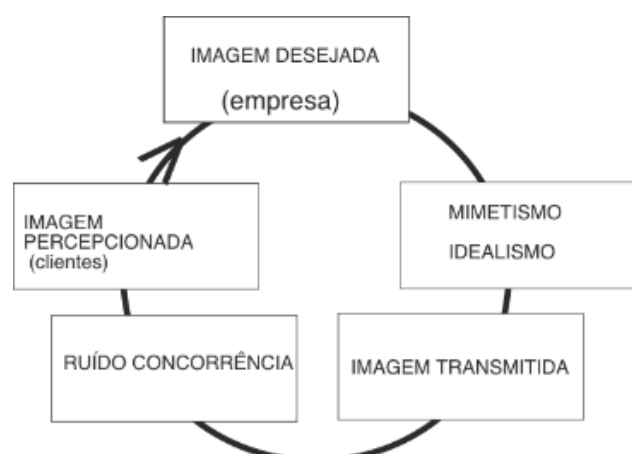 IMAGEM DESEJADA
(empresa)
MIMETISMO
IDEALISMO
IMAGEM TRANSMITIDA
RUÍDO CONCORRÊNCIA
IMAGEM
PERCEPCIONADA
(clientes)